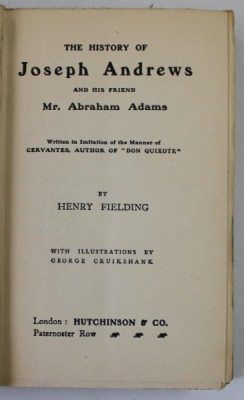 THE HISTORY OF
Joseph Andrews
AND HIS FRIEND
Mr. Abraham Adams
Written in Imitation of the Manner of
CERVANTES, AUTHOR OF "DON QUIXOTE"
BY
HENRY FIELDING
WITH ILLUSTRATIONS BY
GEORGE CRUIKSHANK
London: HUTCHINSON & CO.
Paternoster Row